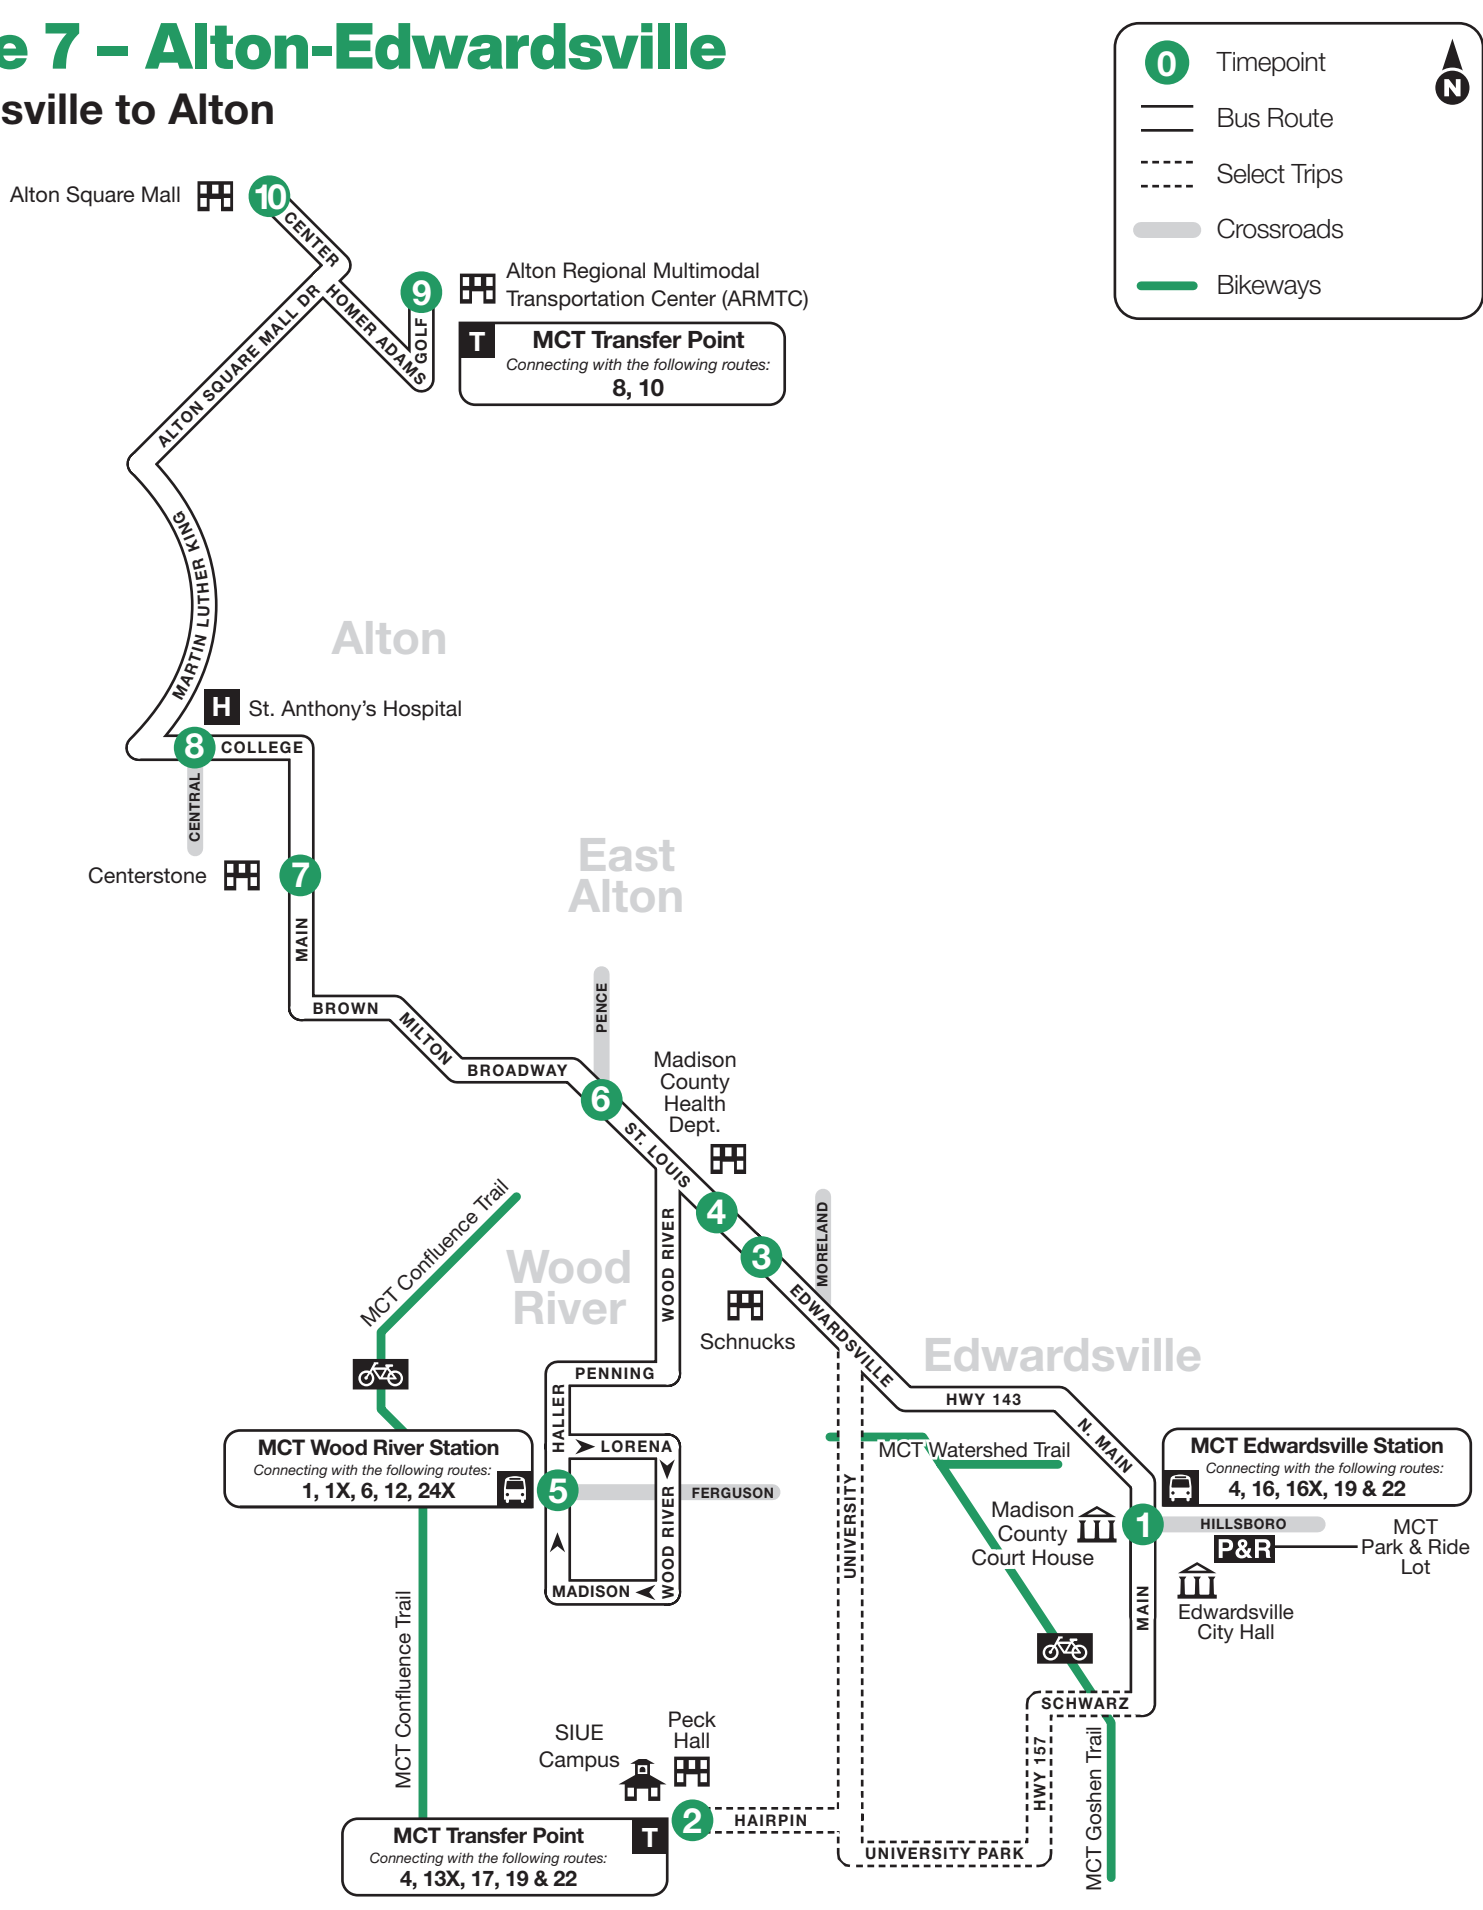 e 7 – Alton-Edwardsville
sville to Alton
0 Timepoint
N
Bus Route
Select Trips
Crossroads
Bikeways
Alton Square Mall
10
CENTER
9
Alton Regional Multimodal
Transportation Center (ARMTC)
T
MCT Transfer Point
Connecting with the following routes:
8, 10
GOLF
HOMER ADAMS
ALTON SQUARE MALL DR
MARTIN LUTHER KING
Alton
H
St. Anthony's Hospital
8
COLLEGE
CENTRAL
Centerstone
7
MAIN
East
Alton
BROWN
MILTON
BROADWAY
PENCE
6
Madison
County
Health
Dept.
ST. LOUIS
4
3
MORELAND
Schnucks
EDWARDSVILLE
MCT Confluence Trail
Wood
River
WOOD RIVER
PENNING
HALLER
LORENA
Edwardsville
HWY 143
N. MAIN
MCT Wood River Station
Connecting with the following routes:
1, 1X, 6, 12, 24X
5
FERGUSON
WOOD RIVER
MADISON
MCT Watershed Trail
UNIVERSITY
MCT Edwardsville Station
Connecting with the following routes:
4, 16, 16X, 19 & 22
Madison
County
Court House
1
HILLSBORO
P&R
MCT
Park & Ride
Lot
Edwardsville
City Hall
MAIN
SCHWARZ
HWY 157
MCT Goshen Trail
MCT Confluence Trail
SIUE
Campus
Peck
Hall
2
HAIRPIN
UNIVERSITY PARK
T
MCT Transfer Point
Connecting with the following routes:
4, 13X, 17, 19 & 22